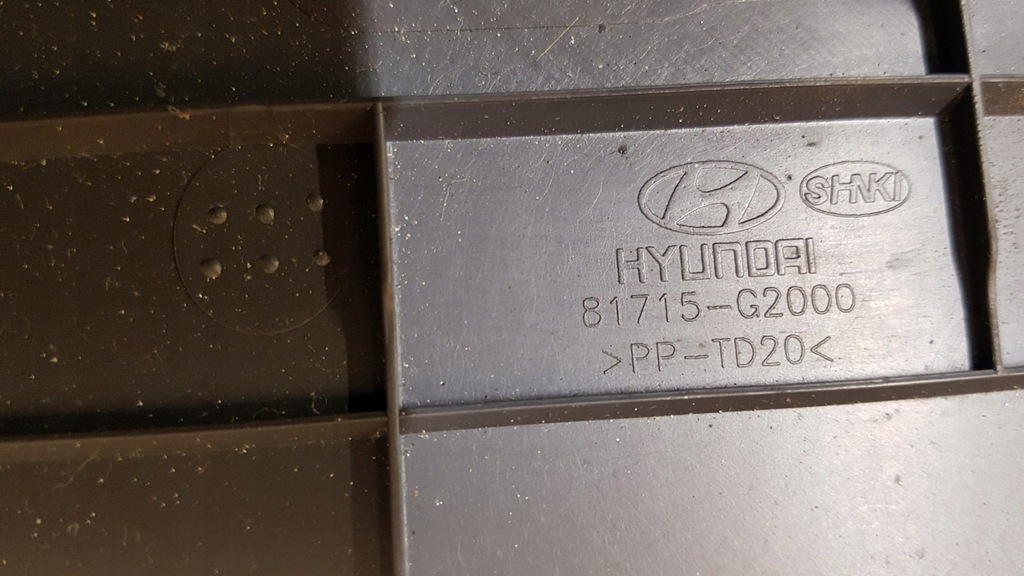 SHNKI
HYUNDAI
81715-G2000
>PP-TD20<